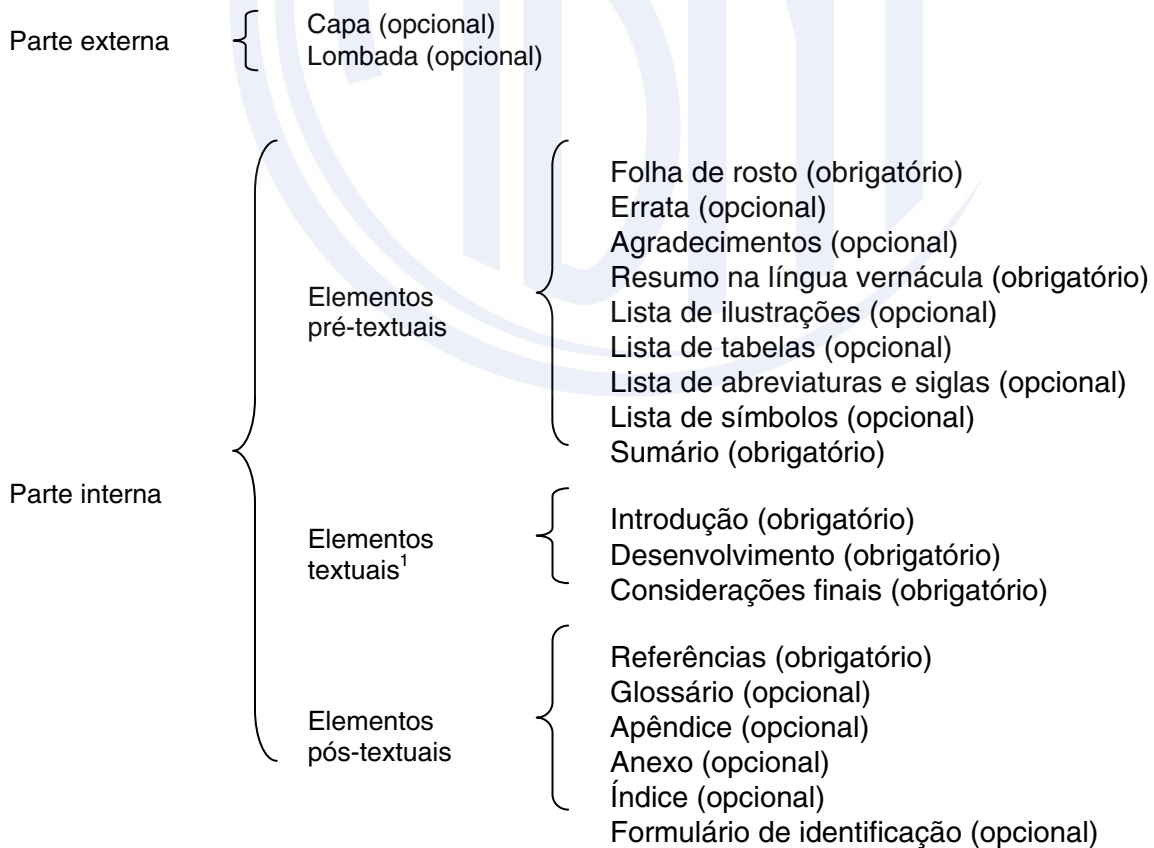 Parte externa
Capa (opcional)
Lombada (opcional)
Parte interna
Elementos
pré-textuais
Folha de rosto (obrigatório)
Errata (opcional)
Agradecimentos (opcional)
Resumo na língua vernácula (obrigatório)
Lista de ilustrações (opcional)
Lista de tabelas (opcional)
Lista de abreviaturas e siglas (opcional)
Lista de símbolos (opcional)
Sumário (obrigatório)
Elementos
textuais¹
Introdução (obrigatório)
Desenvolvimento (obrigatório)
Considerações finais (obrigatório)
Elementos
pós-textuais
Referências (obrigatório)
Glossário (opcional)
Apêndice (opcional)
Anexo (opcional)
Índice (opcional)
Formulário de identificação (opcional)